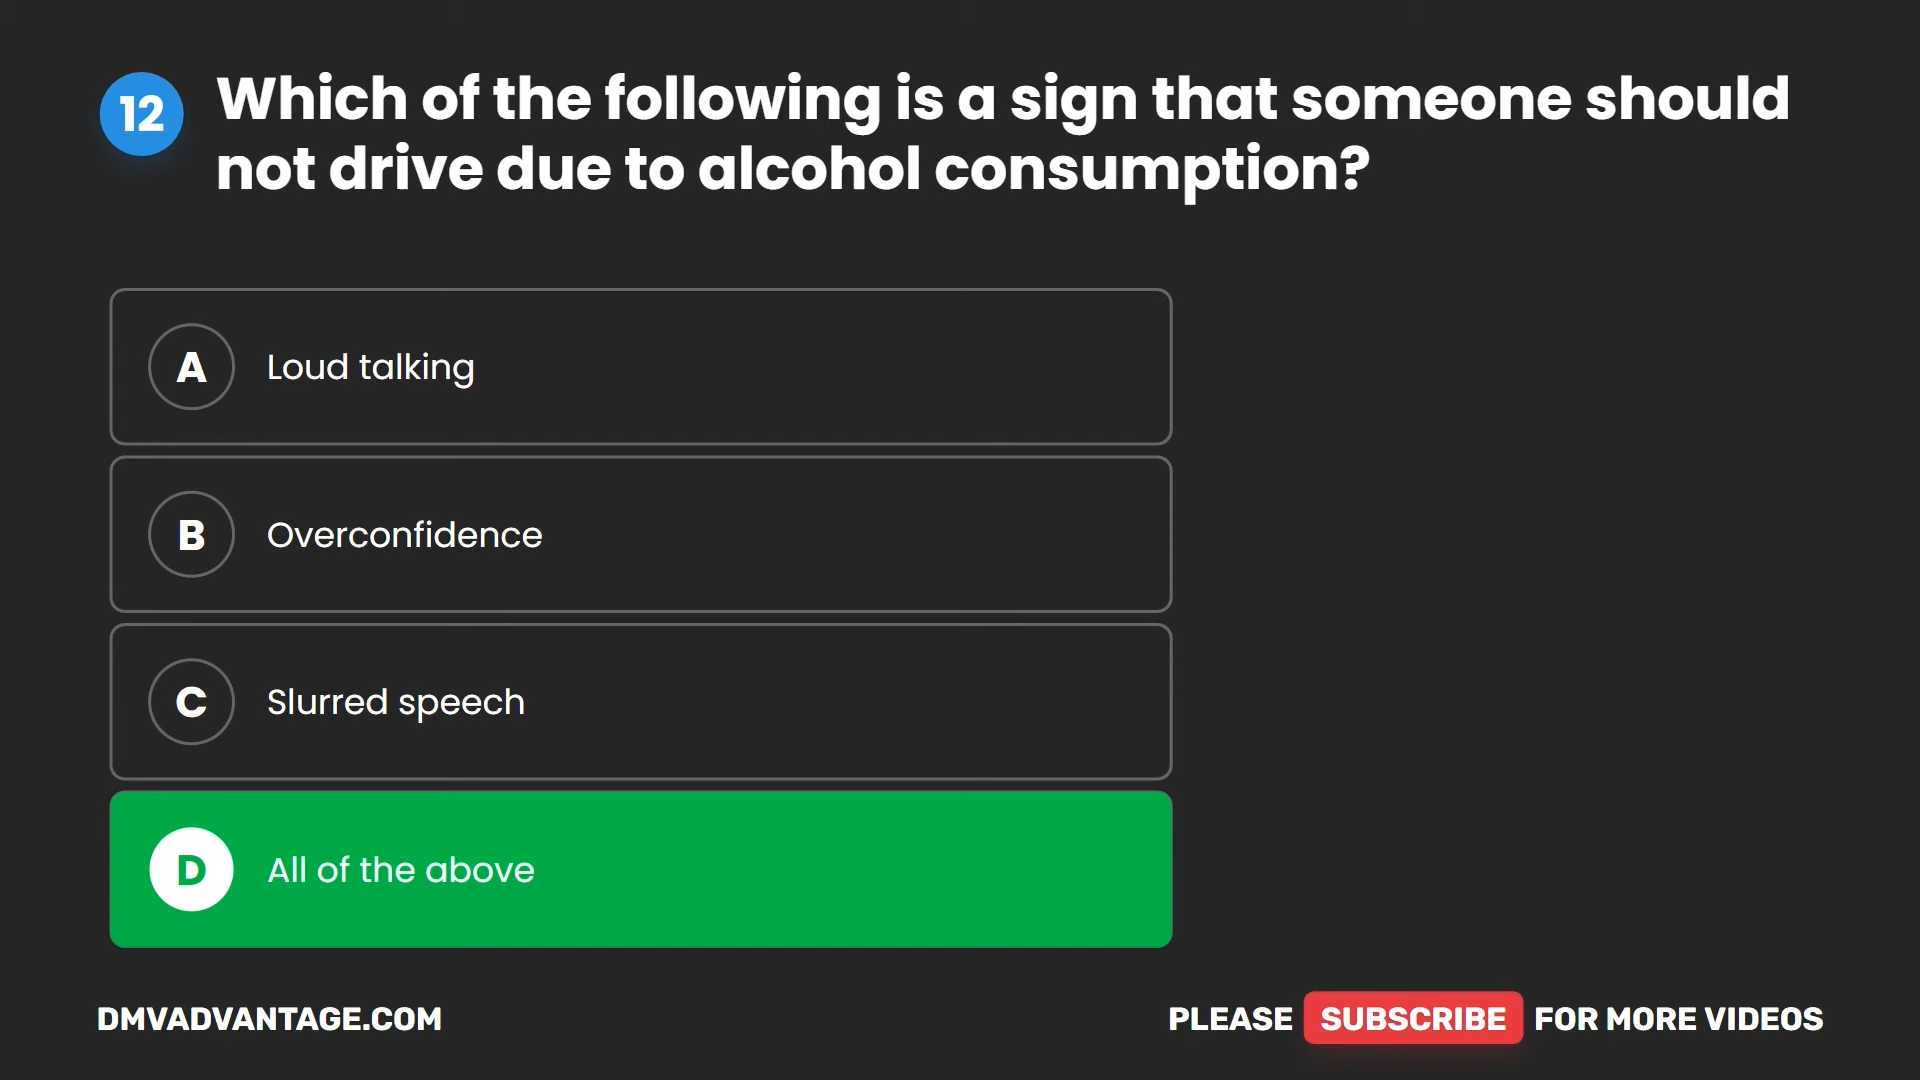 12
Which of the following is a sign that someone should
not drive due to alcohol consumption?
A
Loud talking
B
Overconfidence
C
Slurred speech
D
All of the above
DMVADVANTAGE.COM
PLEASE SUBSCRIBE FOR MORE VIDEOS